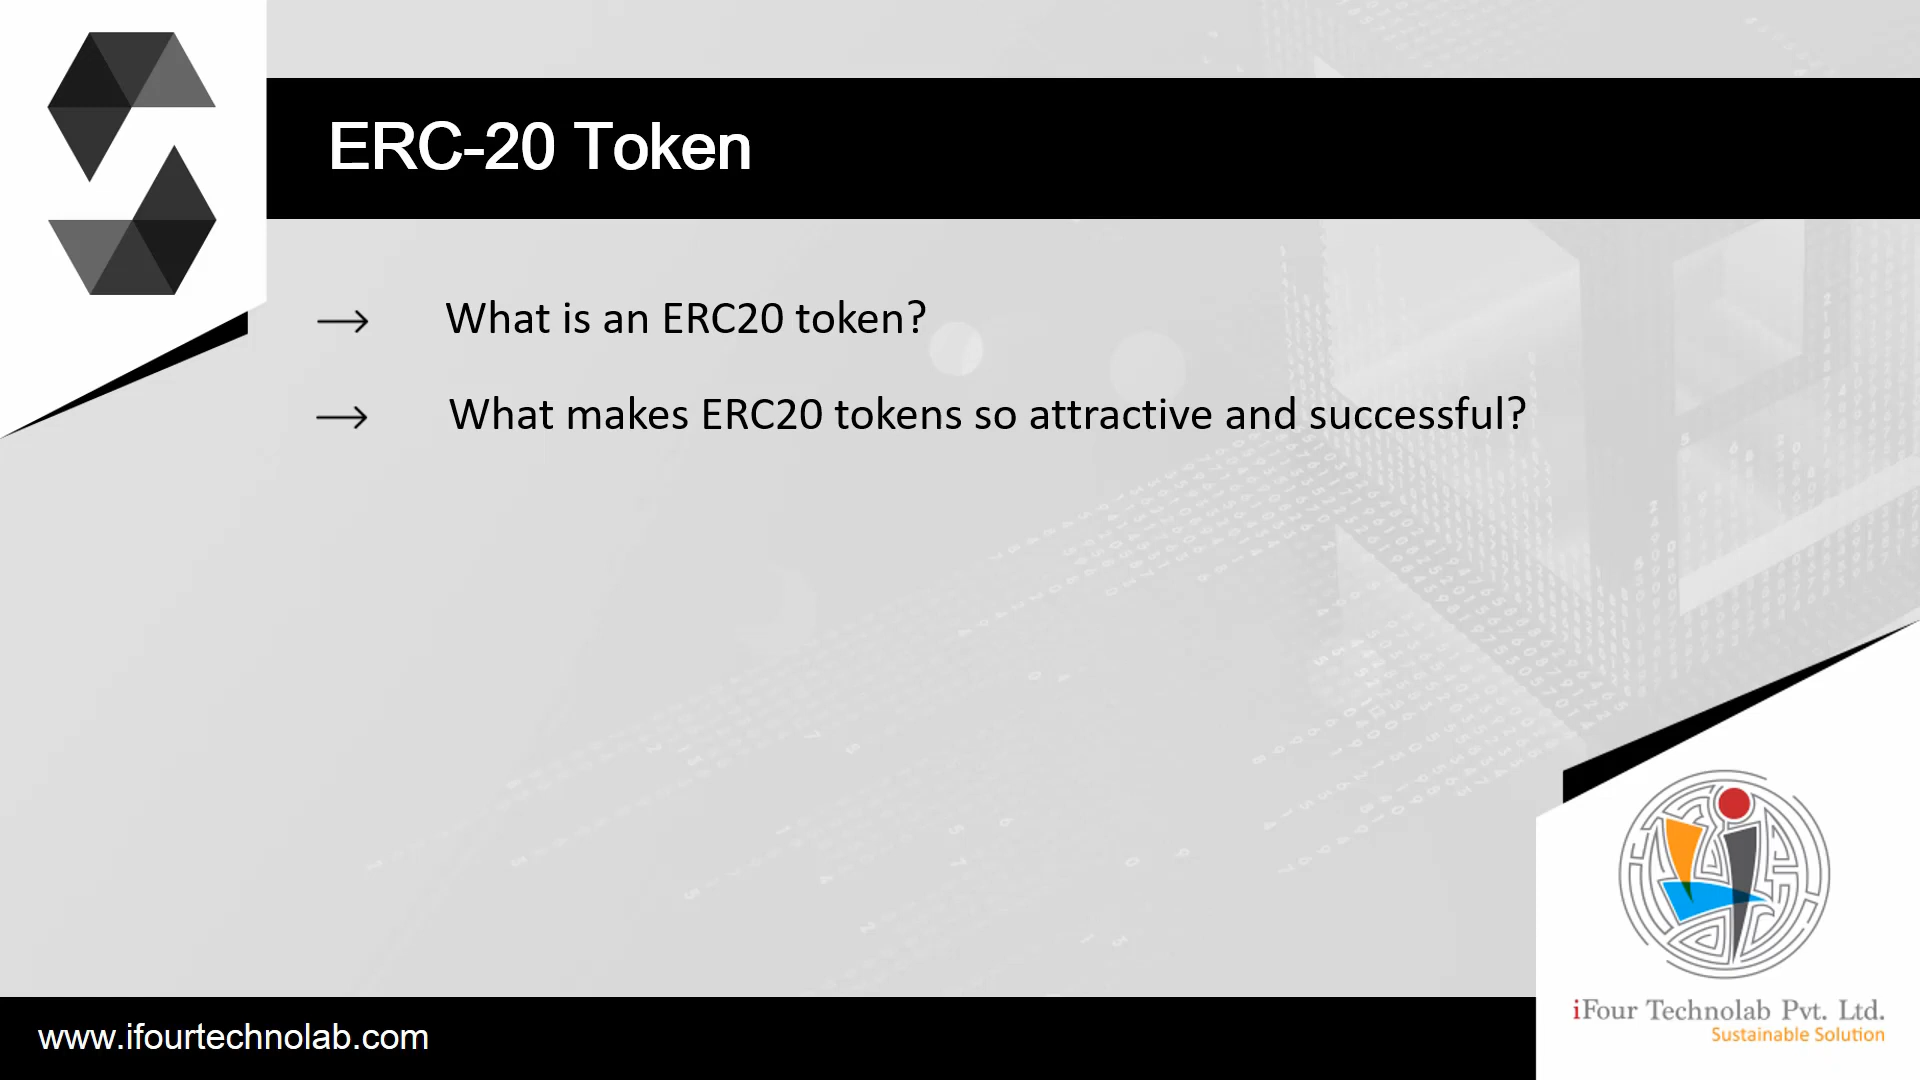 ERC-20 Token
What is an ERC20 token?
What makes ERC20 tokens so attractive and successful?
www.ifourtechnolab.com
iFour Technolab Pvt. Ltd.
Sustainable Solution